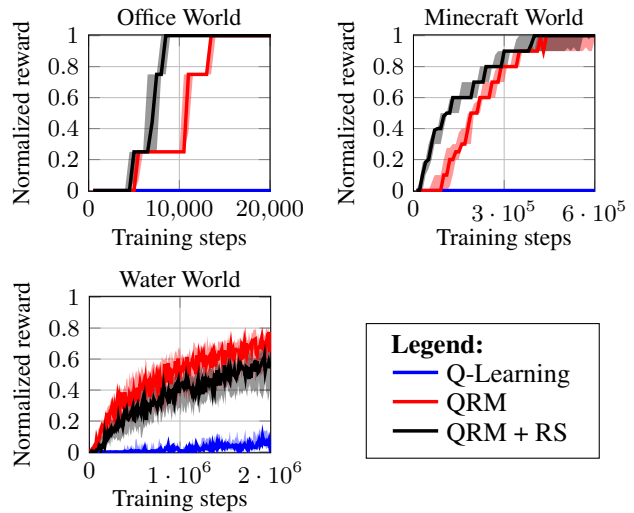 Office World
Normalized reward
1
0.8
0.6
0.4
0.2
0
0
10,000
20,000
Training steps
Minecraft World
Normalized reward
1
0.8
0.6
0.4
0.2
0
0
3 · 10^5
6 · 10^5
Training steps
Water World
Normalized reward
1
0.8
0.6
0.4
0.2
0
0
1 · 10^6
2 · 10^6
Training steps
Legend:
Q-Learning
QRM
QRM + RS